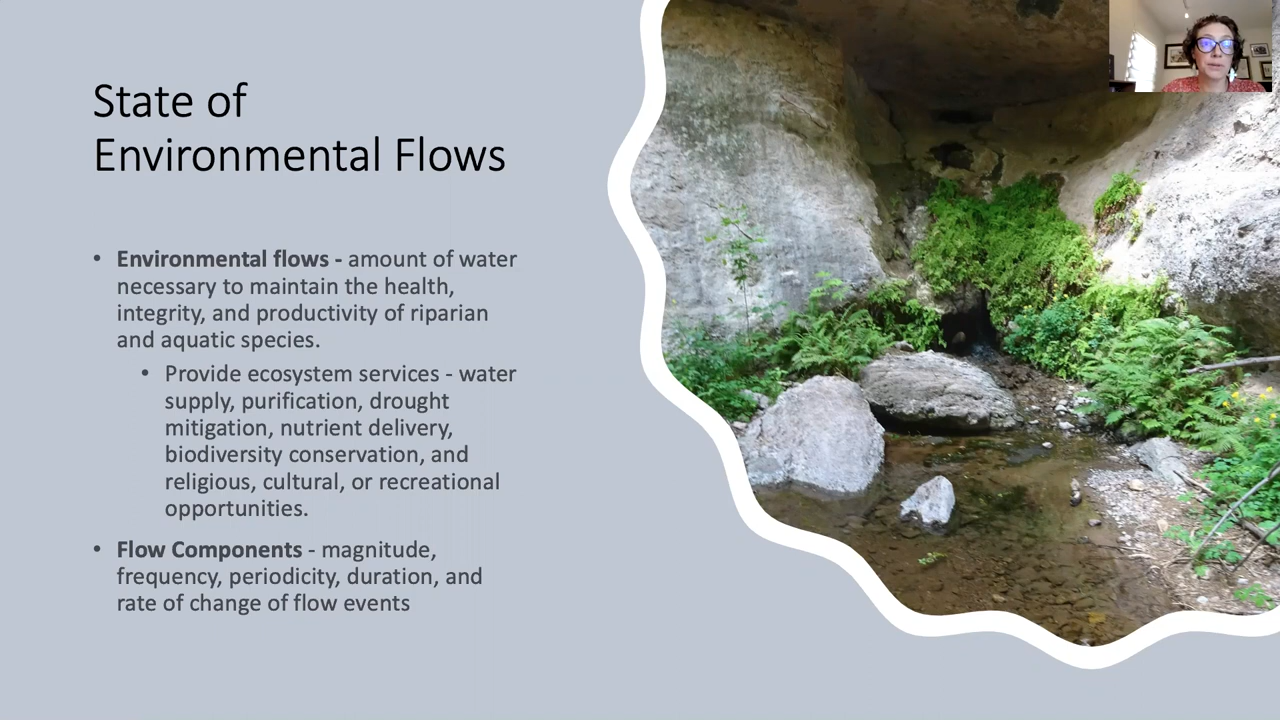 State of
Environmental Flows
• Environmental flows - amount of water
necessary to maintain the health,
integrity, and productivity of riparian
and aquatic species.
• Provide ecosystem services - water
supply, purification, drought
mitigation, nutrient delivery,
biodiversity conservation, and
religious, cultural, or recreational
opportunities.
• Flow Components - magnitude,
frequency, periodicity, duration, and
rate of change of flow events